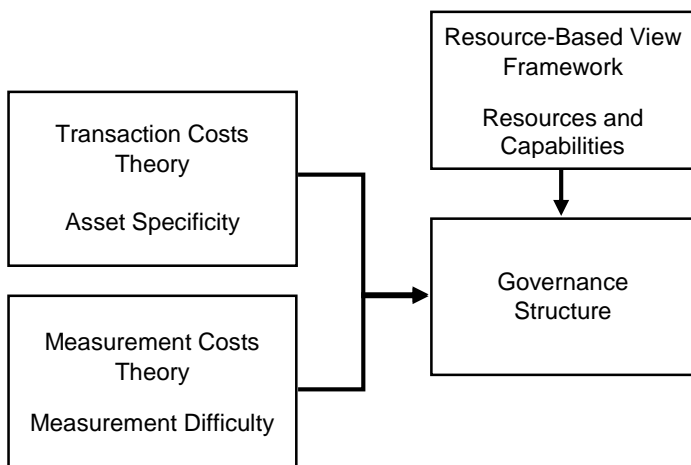 Resource-Based View
Framework
Resources and
Capabilities
Transaction Costs
Theory
Asset Specificity
Governance
Structure
Measurement Costs
Theory
Measurement Difficulty